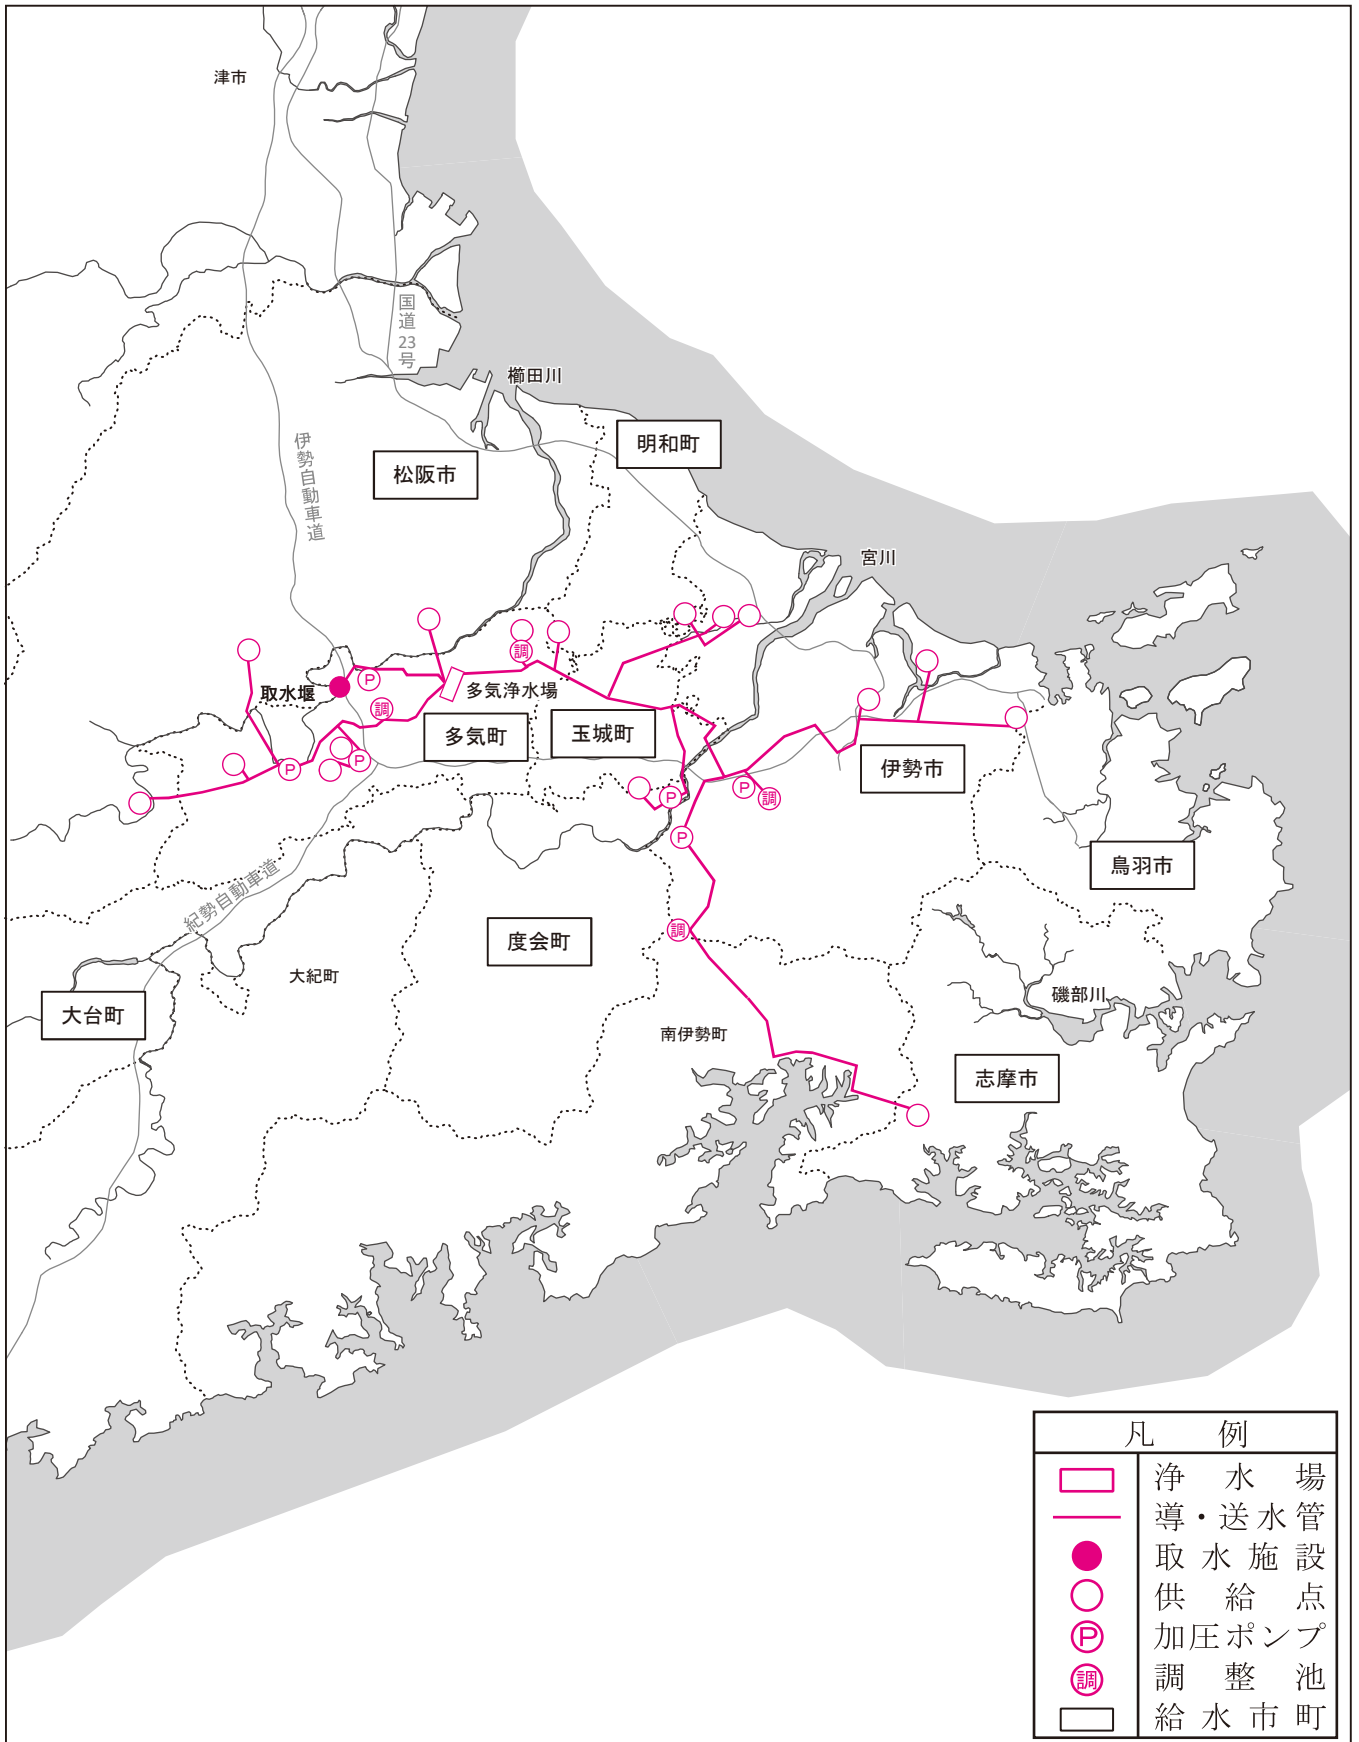 津市
国道23号
櫛田川
明和町
伊勢自動車道
松阪市
宮川
調
取水堰
P
多気浄水場
調
多気町
玉城町
伊勢市
P
P
P
P
調
P
鳥羽市
紀勢自動車道
調
度会町
大紀町
磯部川
大台町
南伊勢町
志摩市
凡 例
浄水場
導・送水管
取水施設
供給点
P 加圧ポンプ
調 調整池
給水市町